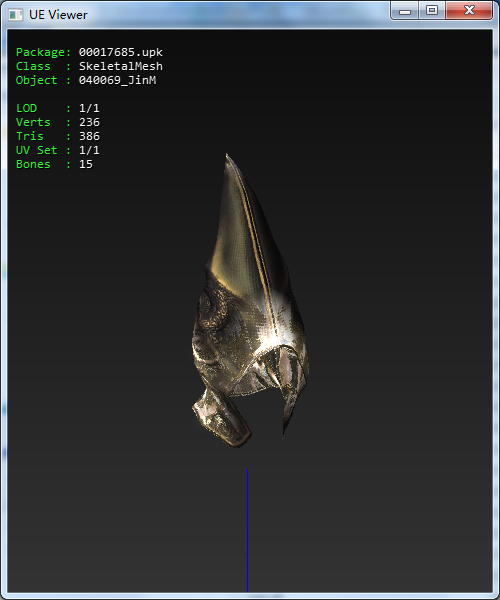 UE Viewer
Package: 00017685.upk
Class  : SkeletalMesh
Object : 040069_JinM
LOD    : 1/1
Verts  : 236
Tris   : 386
UV Set : 1/1
Bones  : 15